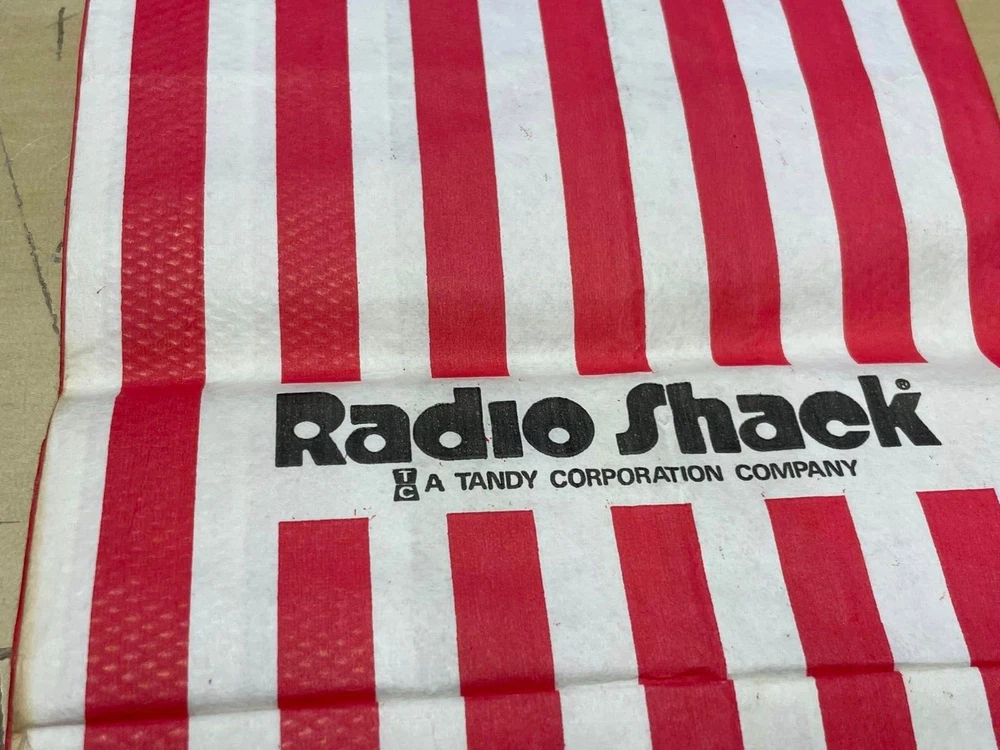 Radio Shack®
TC A TANDY CORPORATION COMPANY